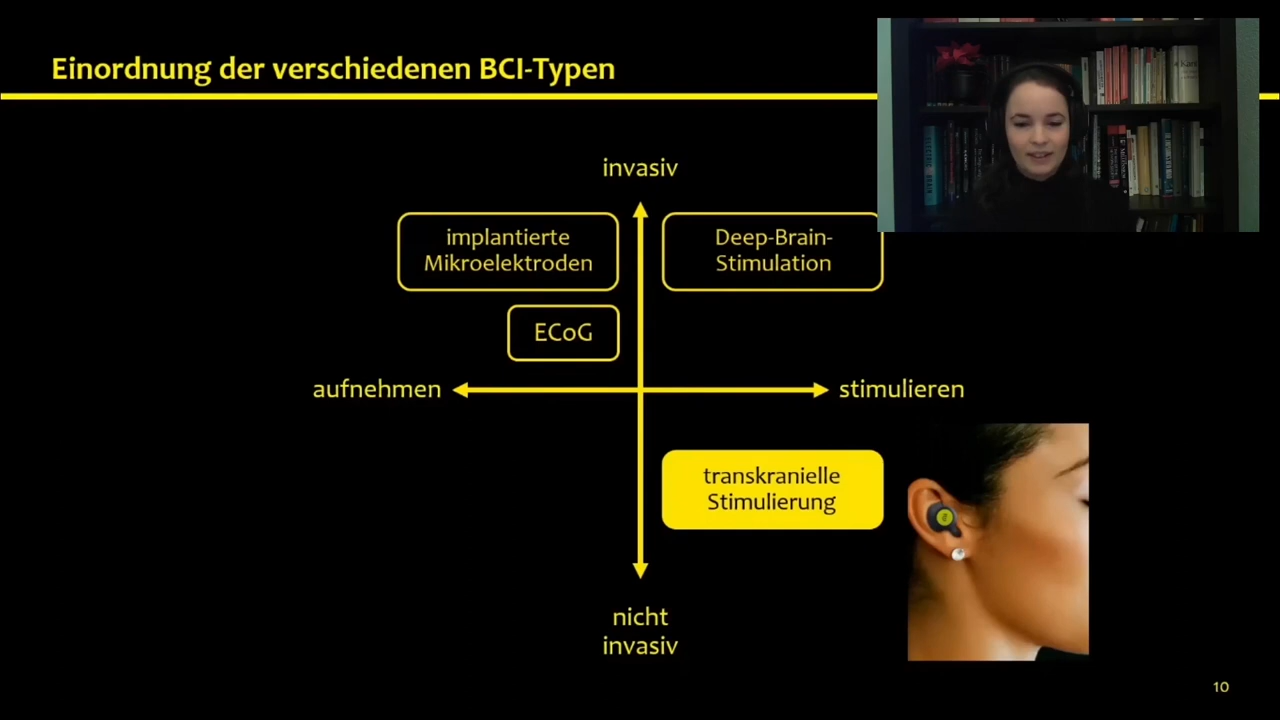 Einordnung der verschiedenen BCI-Typen
invasiv
implantierte
Mikroelektroden
Deep-Brain-
Stimulation
ECoG
aufnehmen
stimulieren
transkranielle
Stimulierung
nicht
invasiv
10